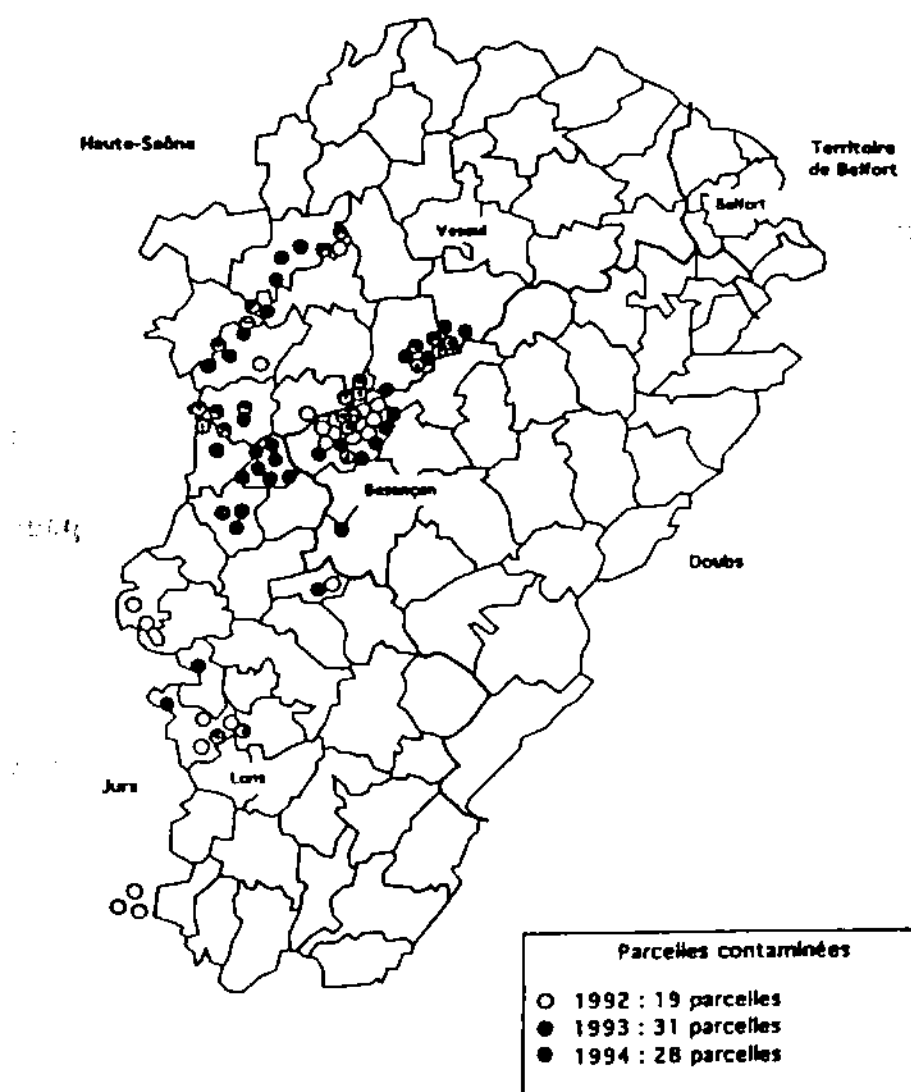 Haute-Saône
Territoire
de Belfort
Belfort
Vesoul
Besançon
Doubs
Jura
Lons
Parcelles contaminées
1992 : 19 parcelles
1993 : 31 parcelles
1994 : 28 parcelles